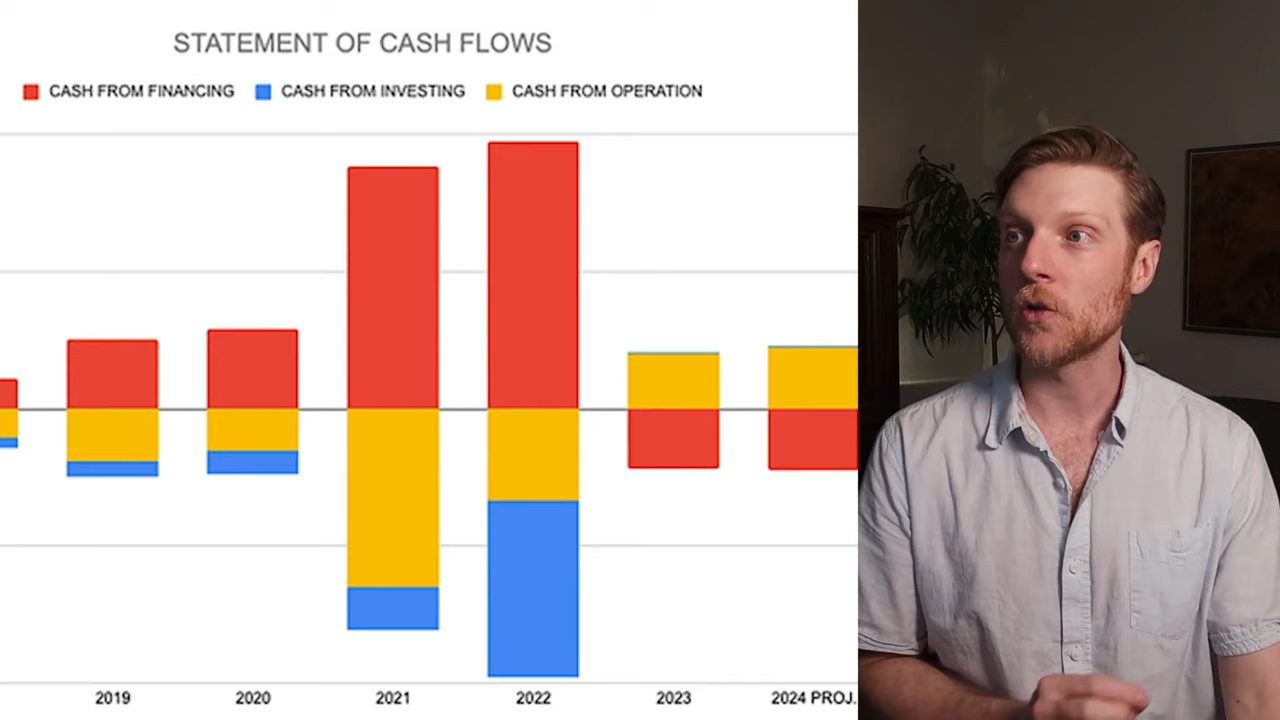 STATEMENT OF CASH FLOWS
CASH FROM FINANCING CASH FROM INVESTING CASH FROM OPERATION
2019 2020 2021 2022 2023 2024 PROJ.